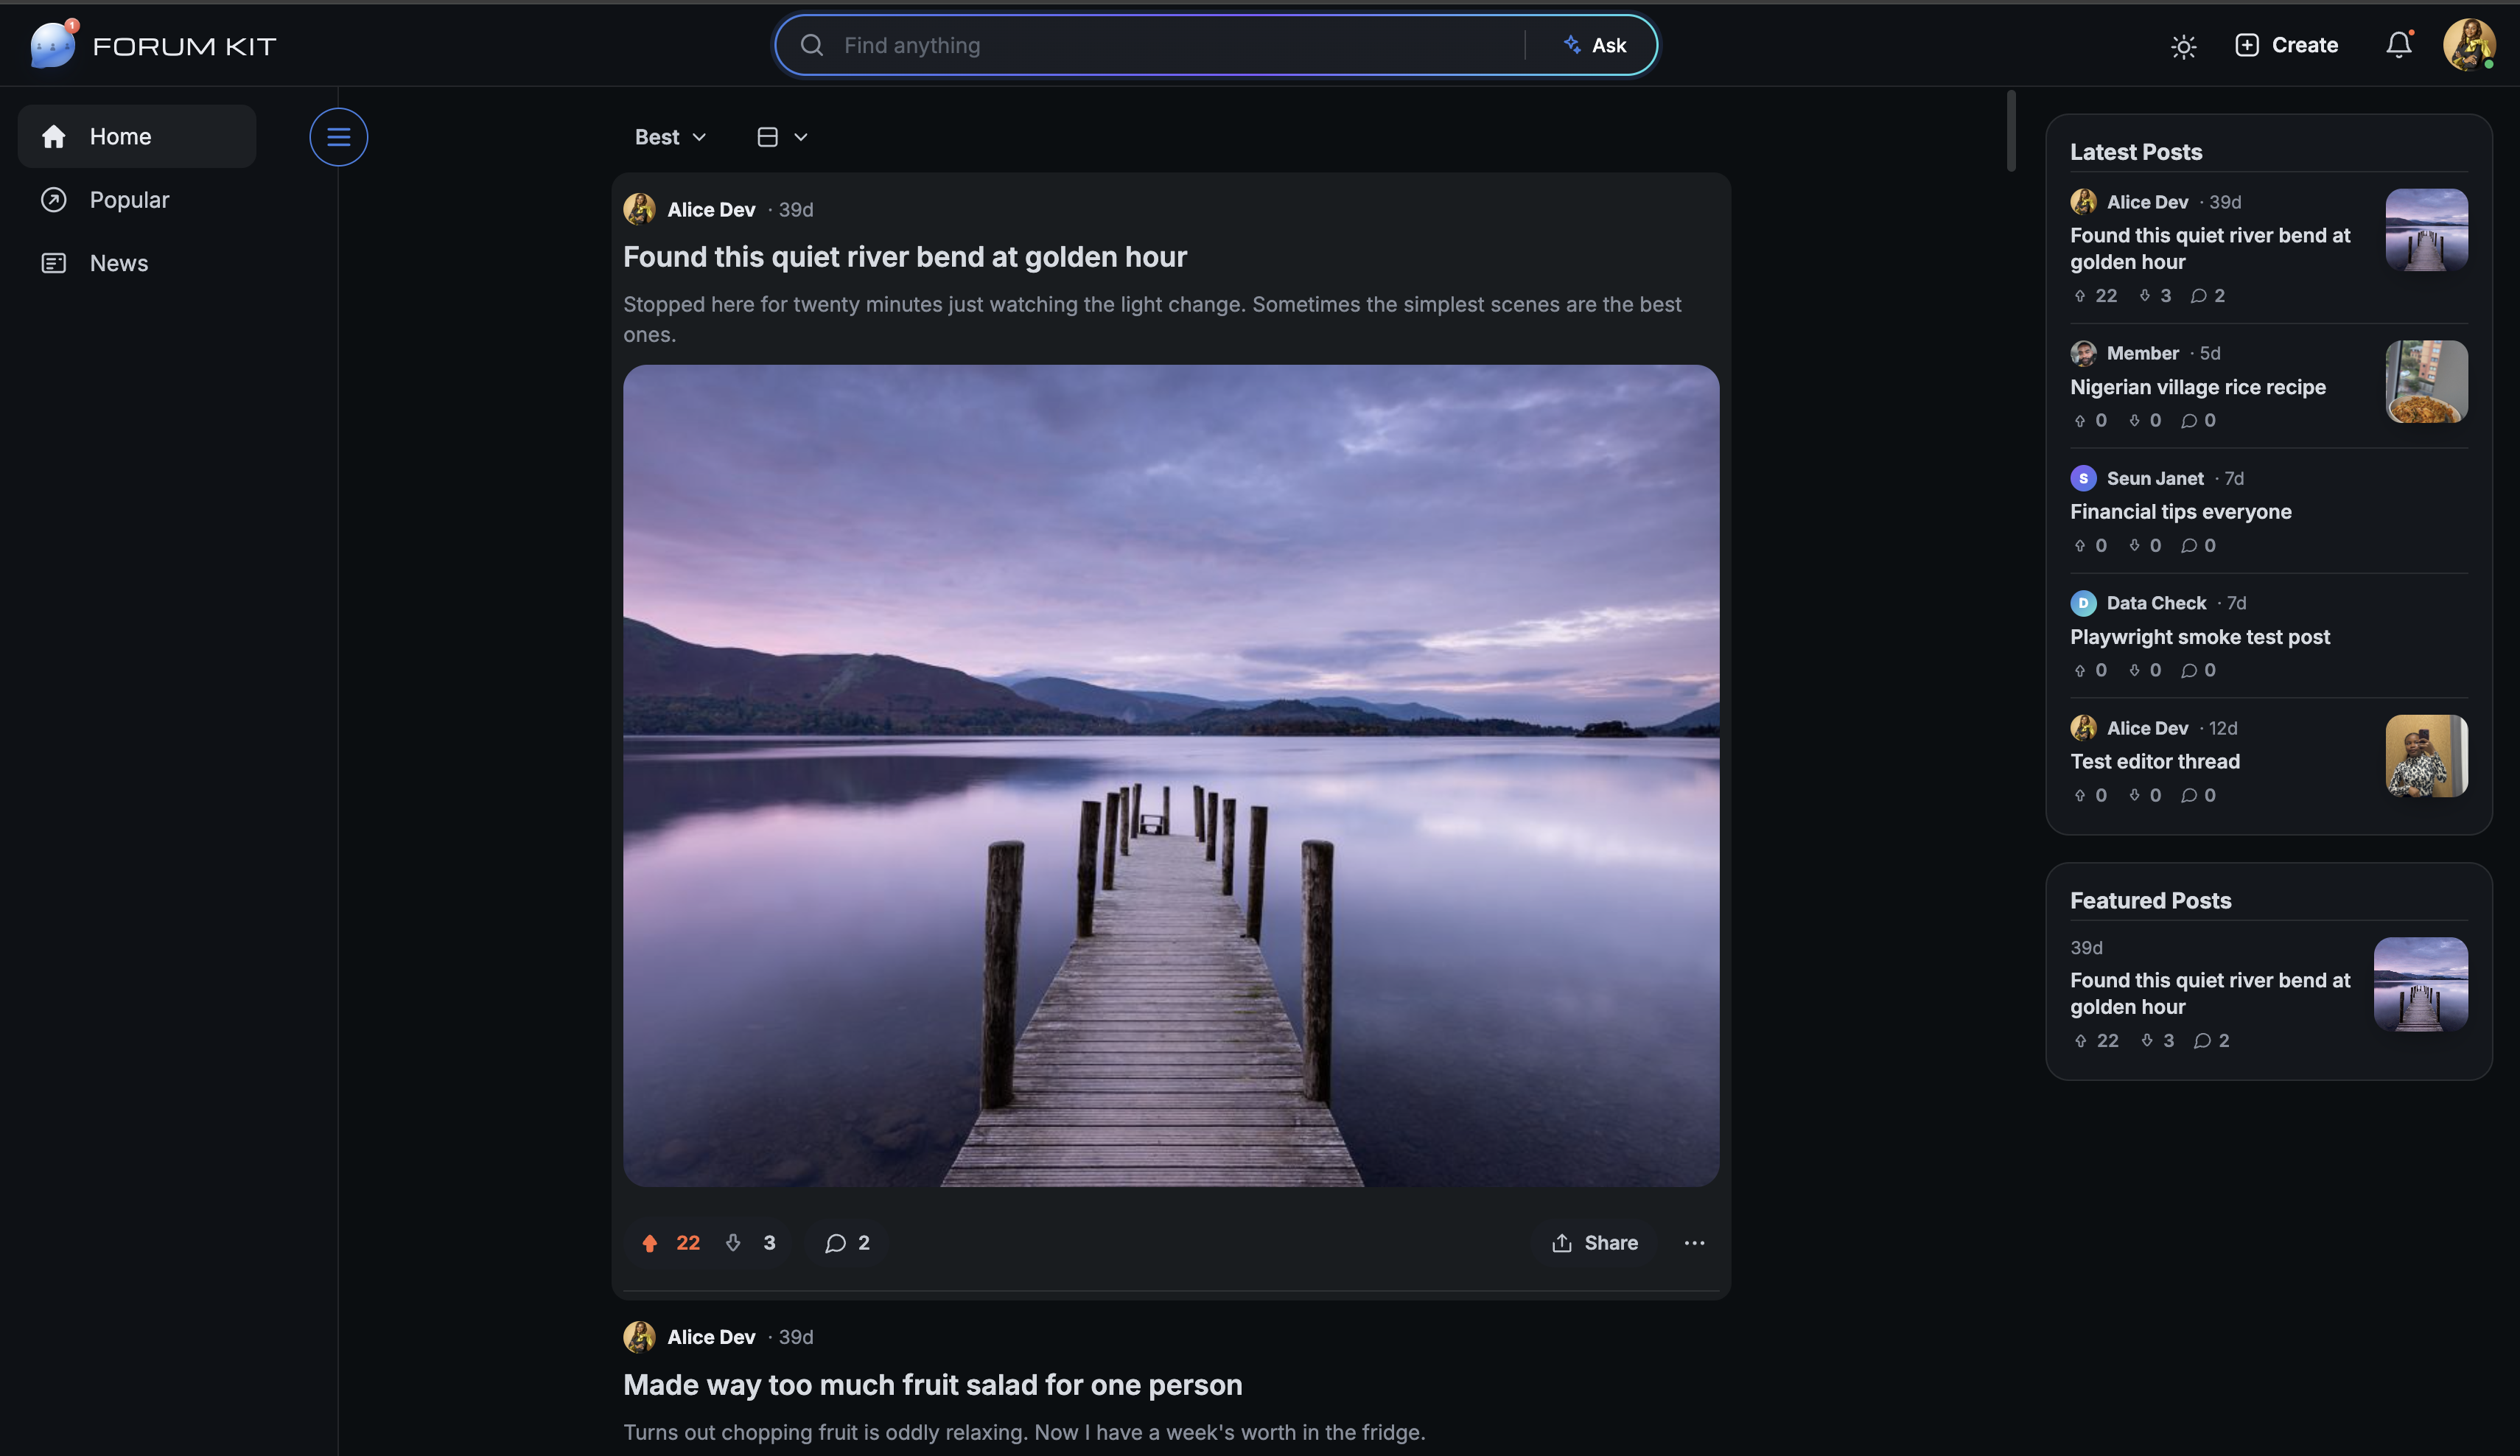 1
FORUM KIT
Find anything
Ask
Create
Home
Popular
News
Best
Alice Dev · 39d
Found this quiet river bend at golden hour
Stopped here for twenty minutes just watching the light change. Sometimes the simplest scenes are the best
ones.
22 3 2
Share
Alice Dev · 39d
Made way too much fruit salad for one person
Turns out chopping fruit is oddly relaxing. Now I have a week's worth in the fridge.
Latest Posts
Alice Dev · 39d
Found this quiet river bend at
golden hour
22 3 2
Member · 5d
Nigerian village rice recipe
0 0 0
S
Seun Janet · 7d
Financial tips everyone
0 0 0
D
Data Check · 7d
Playwright smoke test post
0 0 0
Alice Dev · 12d
Test editor thread
0 0 0
Featured Posts
39d
Found this quiet river bend at
golden hour
22 3 2